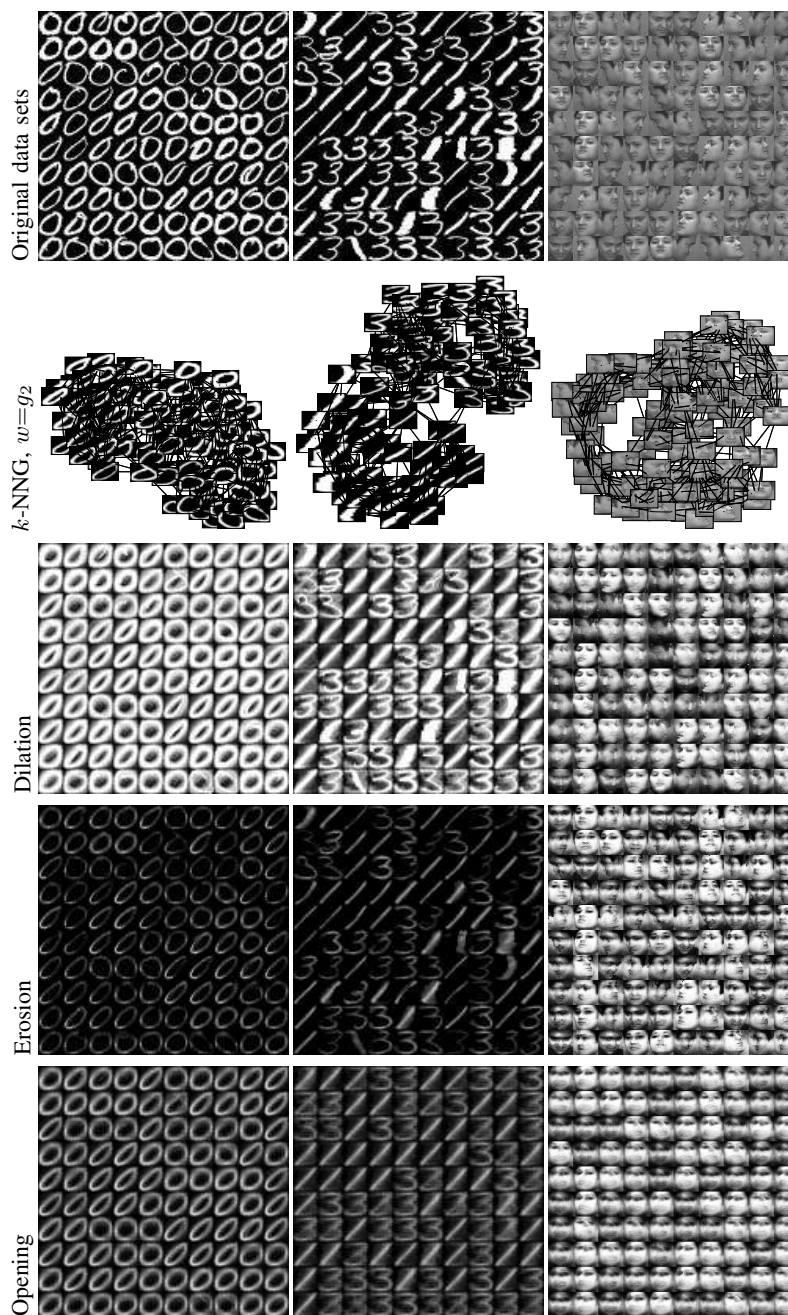 Original data sets
k-NNG, w=g₂
Dilation
Erosion
Opening